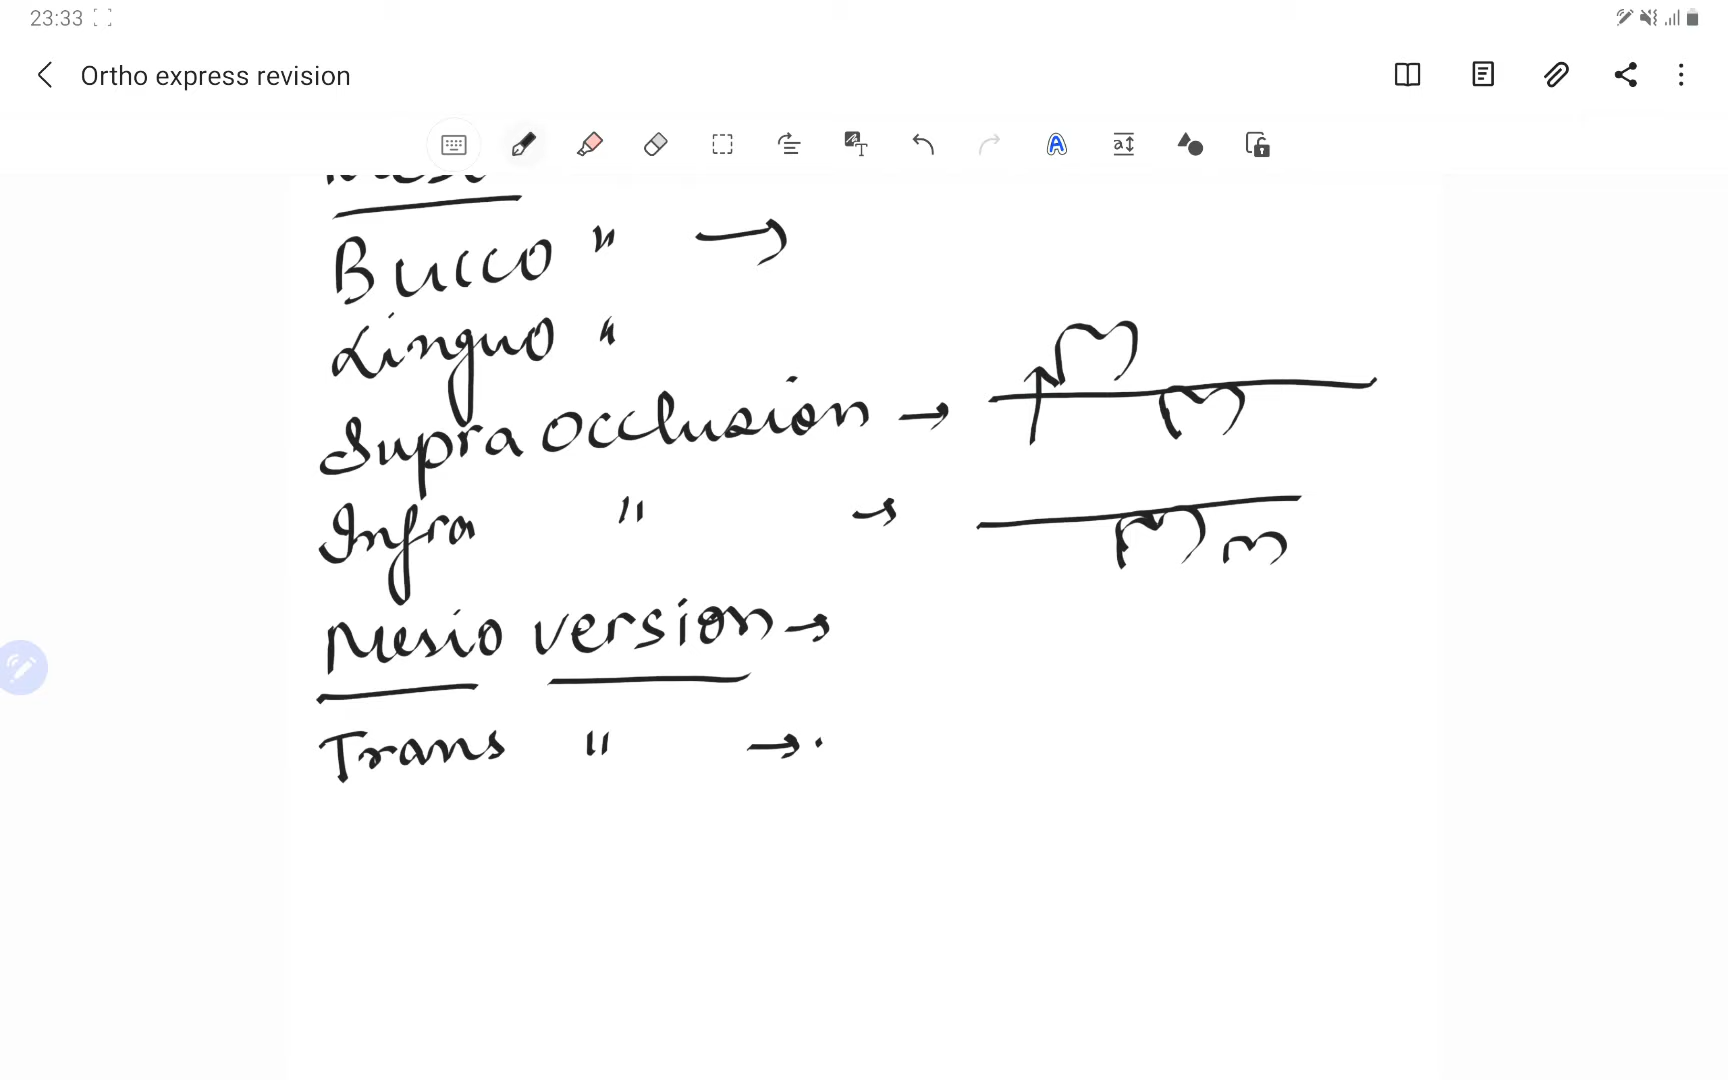 23:33
Ortho express revision
Bucco " →
Linguo "
Supra occlusion →
Infra " →
Mesio version →
Trans " → .